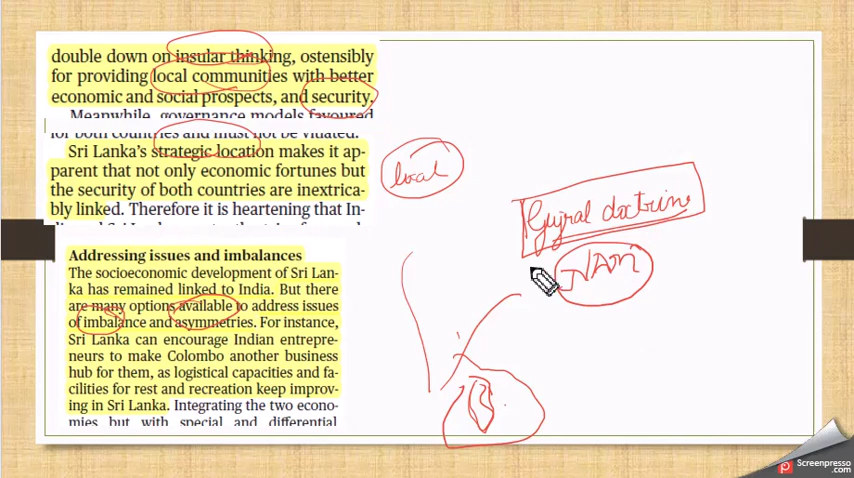 double down on insular thinking, ostensibly
for providing local communities with better
economic and social prospects, and security.
Meanwhile, governance models favoured
for both countries and must not be vitiated.
Sri Lanka's strategic location makes it ap-
parent that not only economic fortunes but
the security of both countries are inextrica-
bly linked. Therefore it is heartening that In-
Addressing issues and imbalances
The socioeconomic development of Sri Lan-
ka has remained linked to India. But there
are many options available to address issues
of imbalance and asymmetries. For instance,
Sri Lanka can encourage Indian entrepre-
neurs to make Colombo another business
hub for them, as logistical capacities and fa-
cilities for rest and recreation keep improv-
ing in Sri Lanka. Integrating the two econo-
mies but with special and differential
local
Gujral doctrine
NAM
Screenpresso
.com